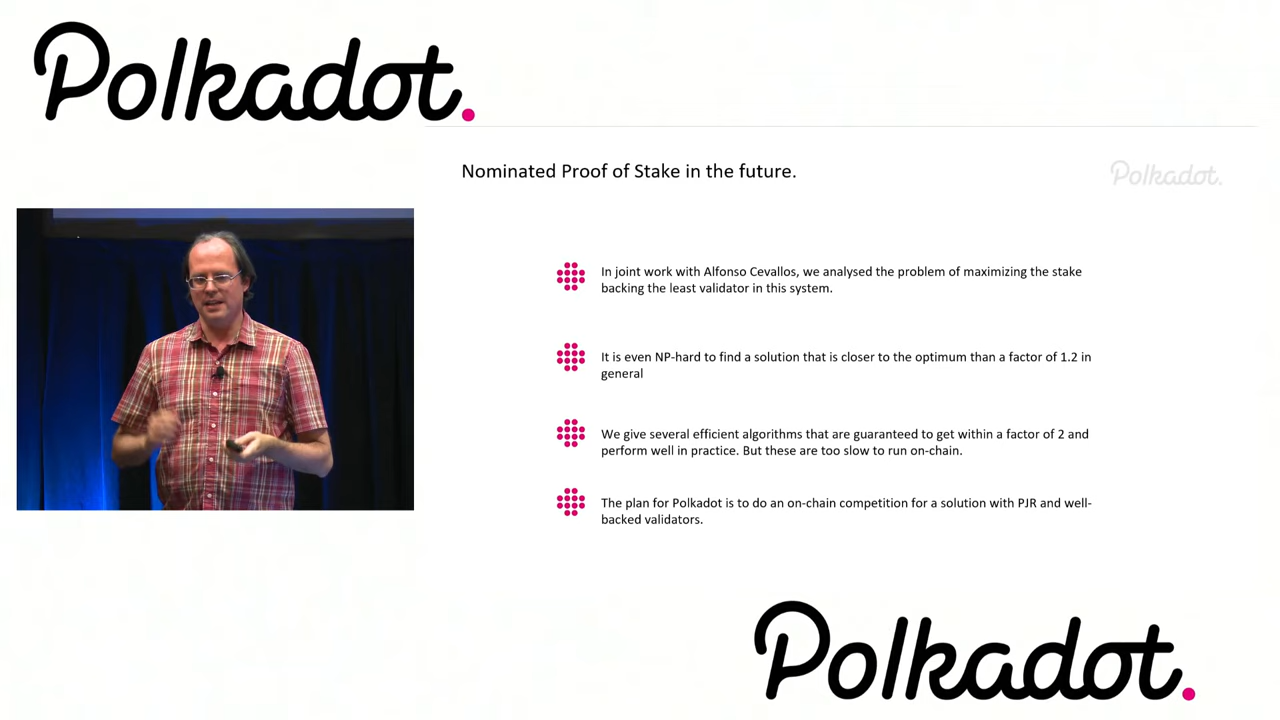 Polkadot.
Nominated Proof of Stake in the future.
Polkadot.
In joint work with Alfonso Cevallos, we analysed the problem of maximizing the stake
backing the least validator in this system.
It is even NP-hard to find a solution that is closer to the optimum than a factor of 1.2 in
general
We give several efficient algorithms that are guaranteed to get within a factor of 2 and
perform well in practice. But these are too slow to run on-chain.
The plan for Polkadot is to do an on-chain competition for a solution with PJR and well-
backed validators.
Polkadot.